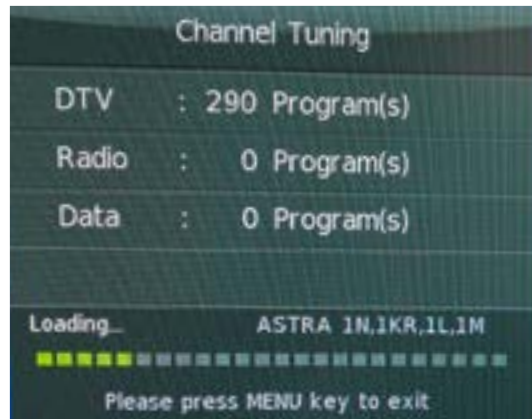 Channel Tuning
DTV : 290 Program(s)
Radio : 0 Program(s)
Data : 0 Program(s)
Loading... ASTRA 1N,1KR,1L,1M
Please press MENU key to exit